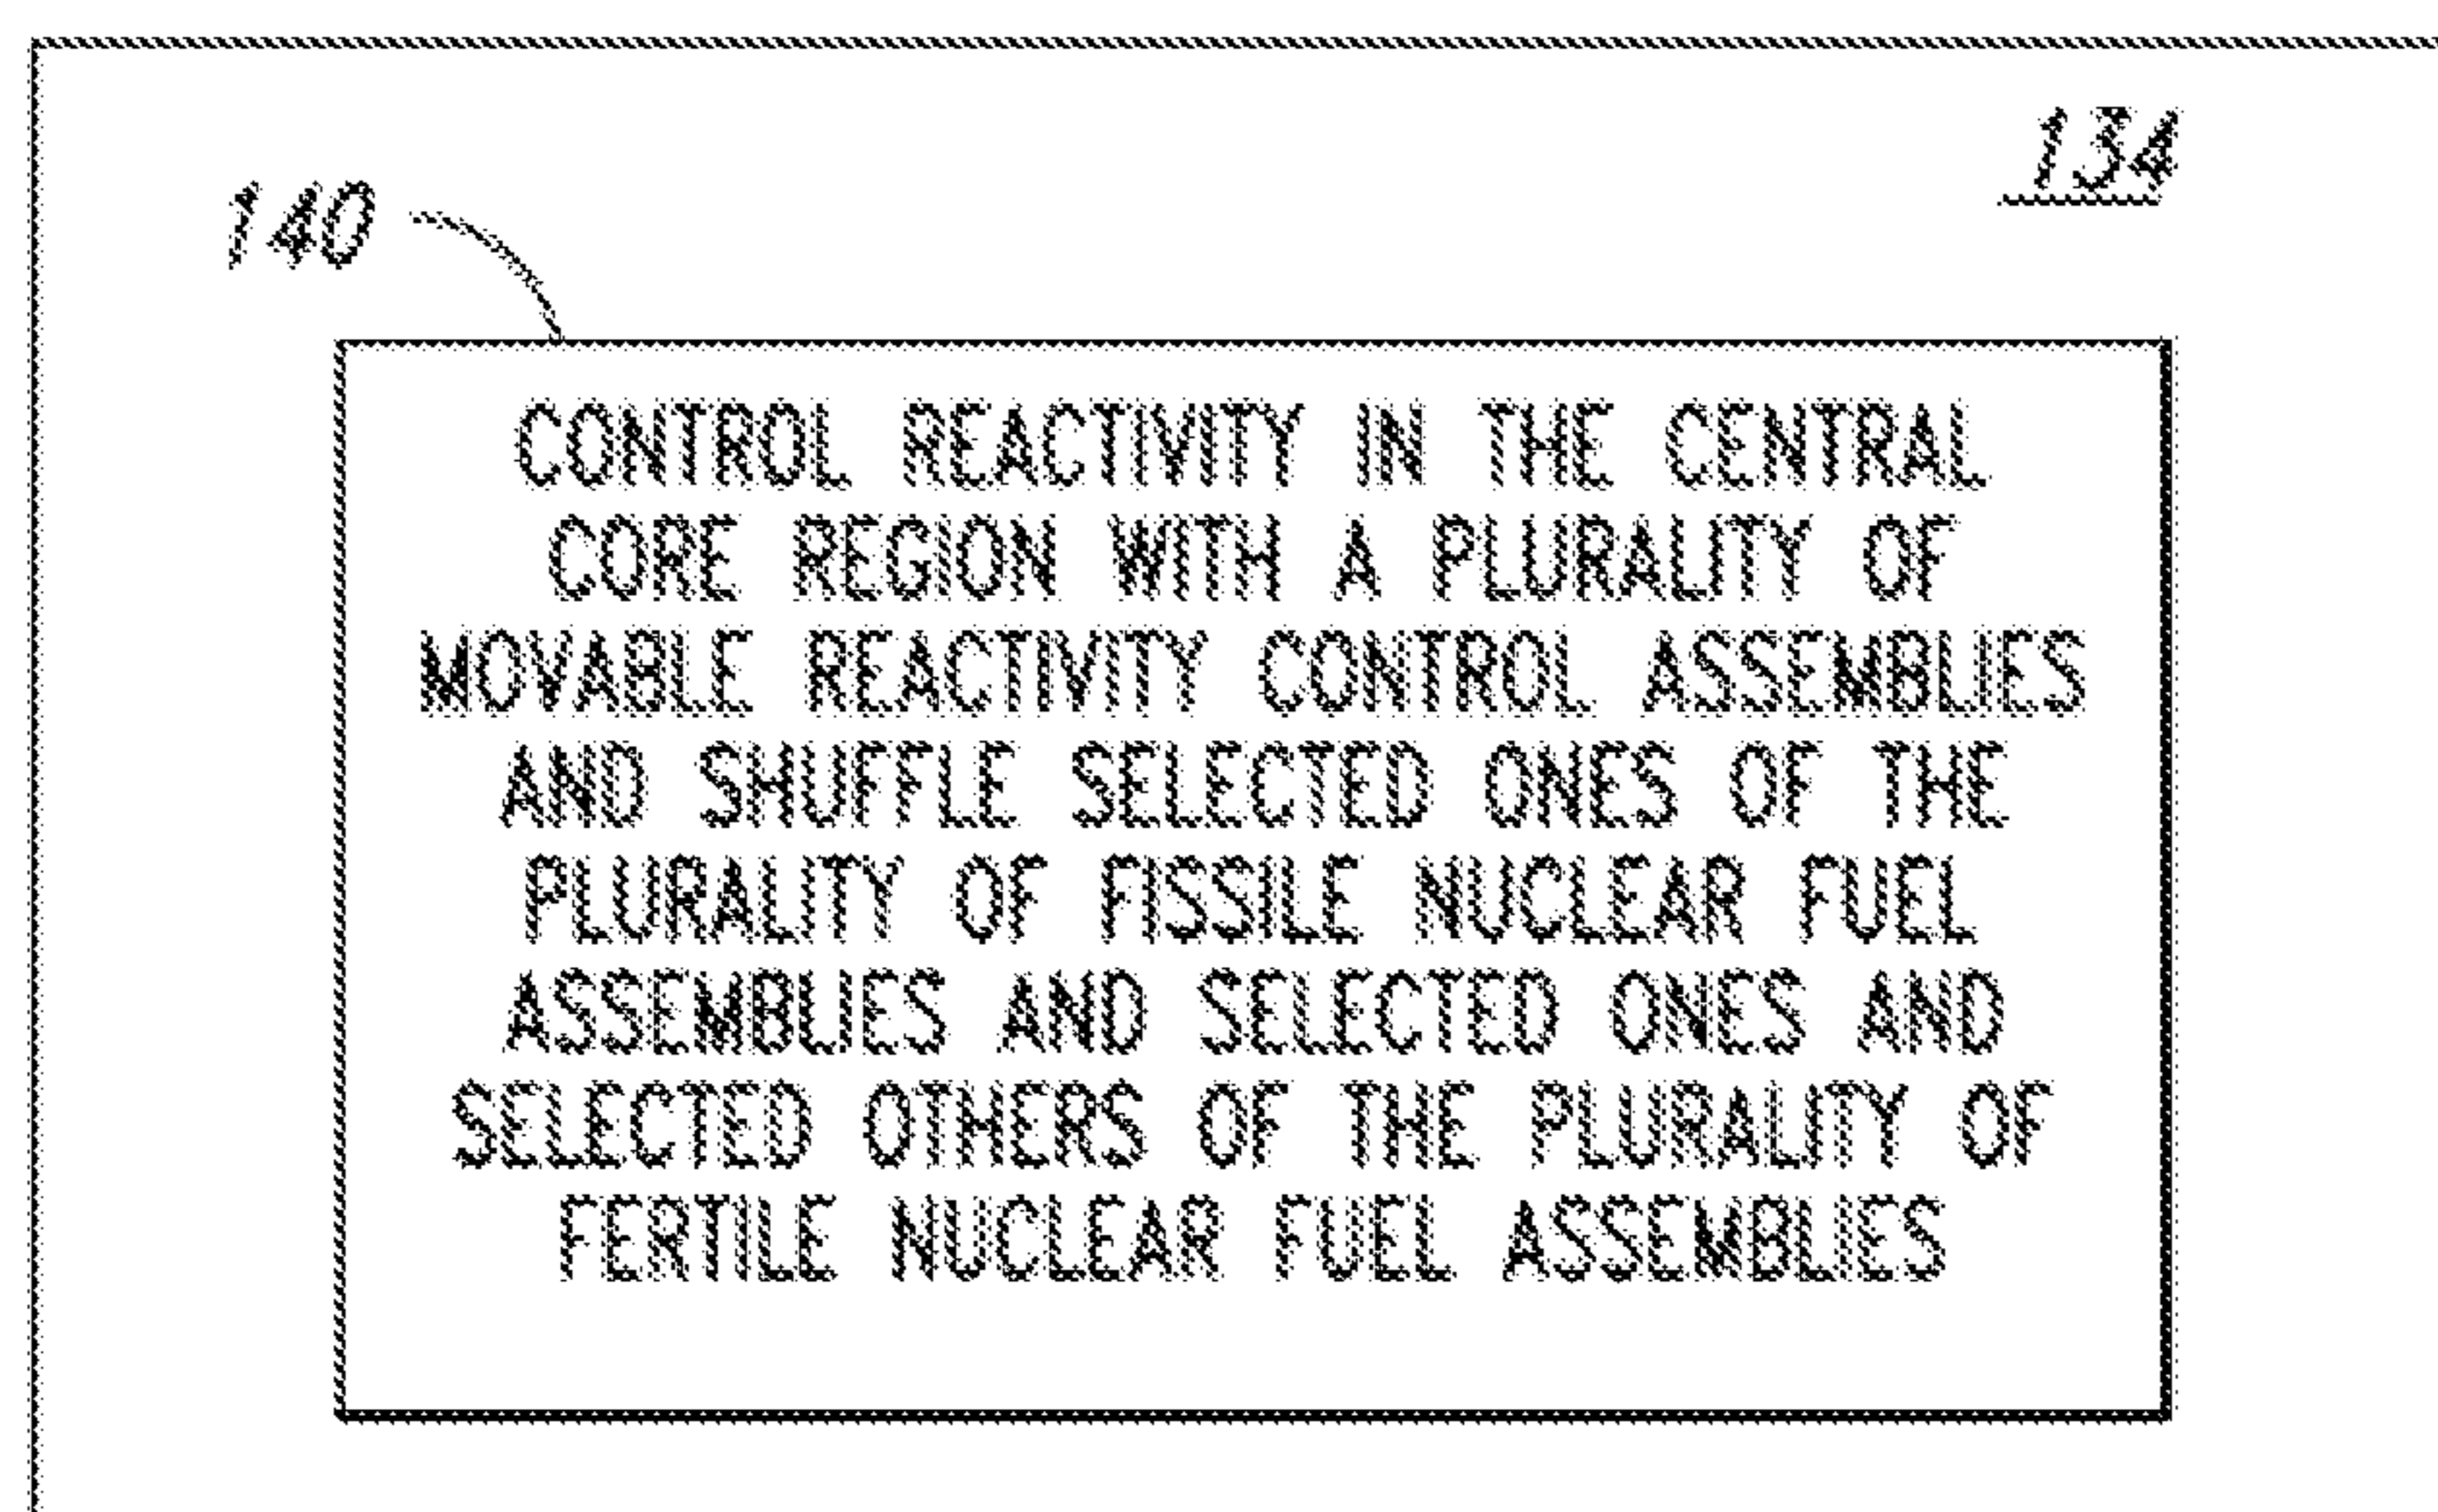 134
140
CONTROL REACTIVITY IN THE CENTRAL
CORE REGION WITH A PLURALITY OF
MOVABLE REACTIVITY CONTROL ASSEMBLIES
AND SHUFFLE SELECTED ONES OF THE
PLURALITY OF FISSILE NUCLEAR FUEL
ASSEMBLIES AND SELECTED ONES AND
SELECTED OTHERS OF THE PLURALITY OF
FERTILE NUCLEAR FUEL ASSEMBLIES